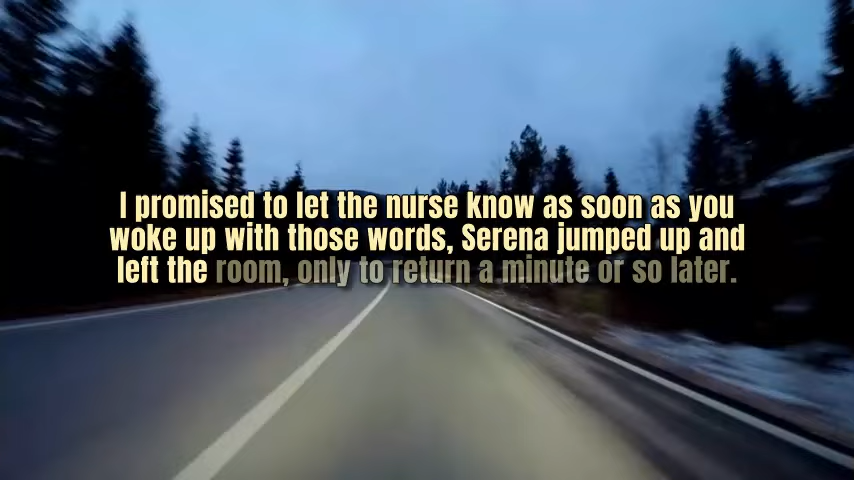 I promised to let the nurse know as soon as you
woke up with those words, Serena jumped up and
left the room, only to return a minute or so later.